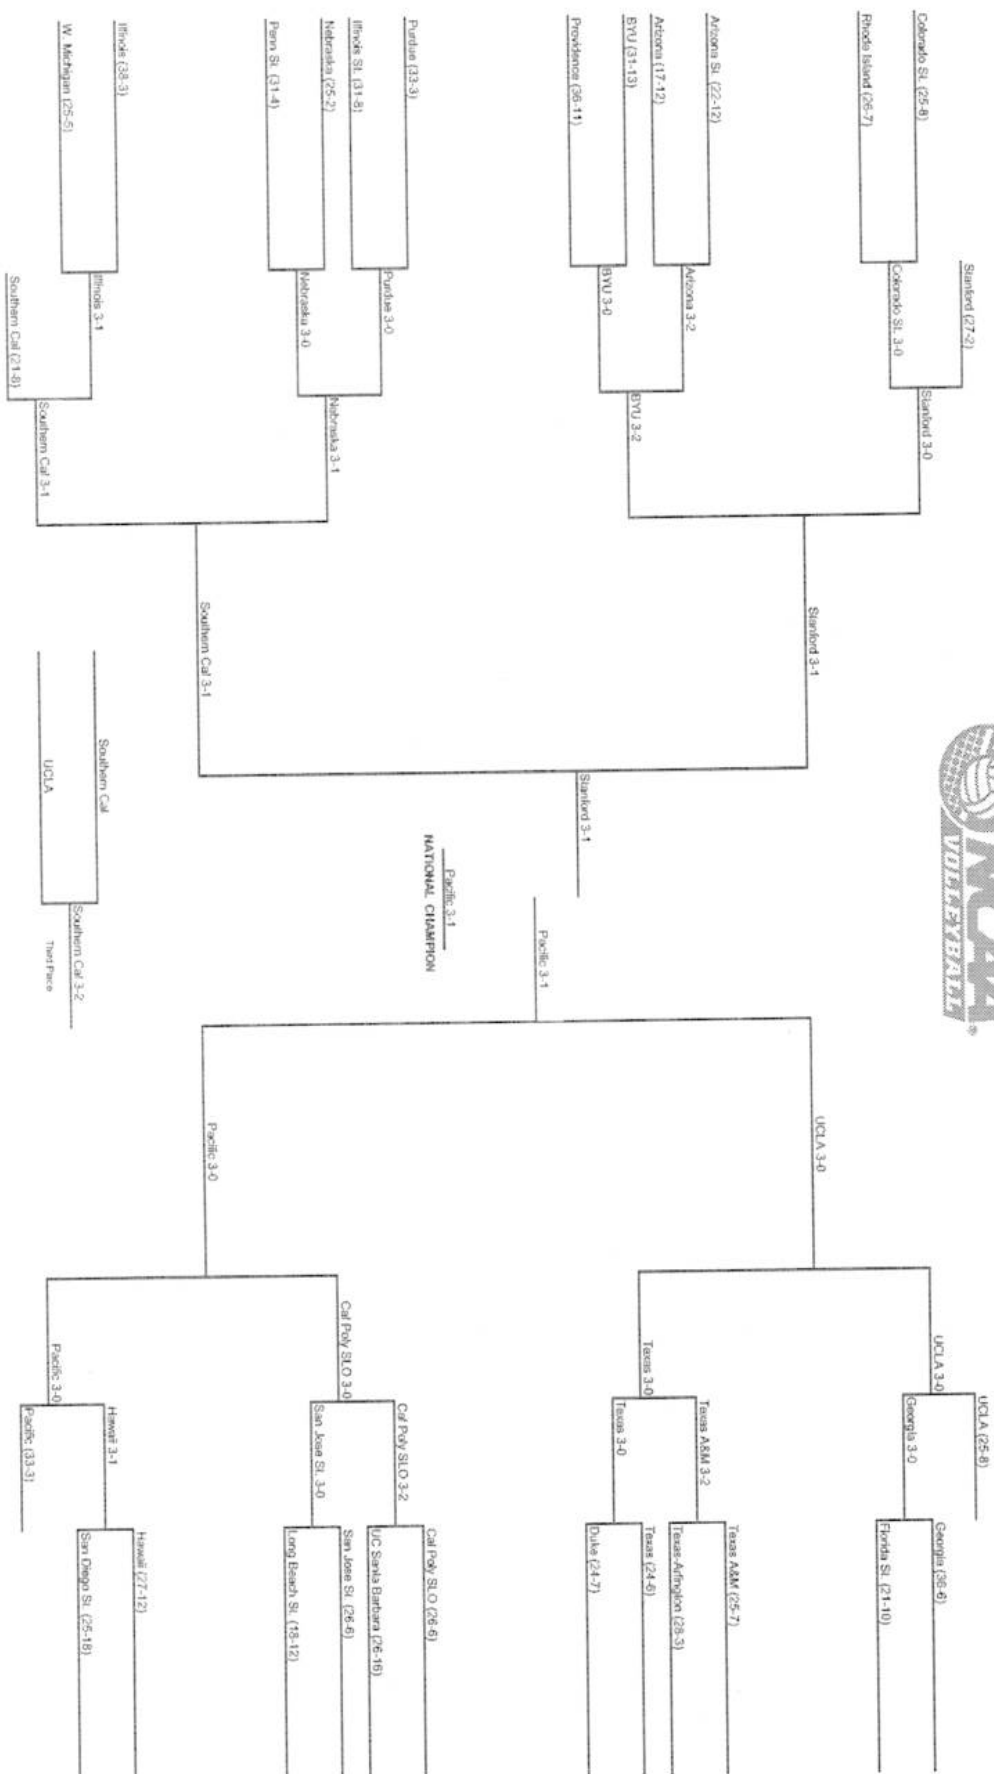 NCAA
VOLLEYBALL
®
Colorado St. (25-8)
Rhode Island (26-7)
Stanford (27-2)
Colorado St. 3-0
Stanford 3-0
Arizona St. (22-12)
Arizona (17-12)
BYU (31-13)
Providence (36-11)
Arizona 3-2
BYU 3-0
BYU 3-2
Stanford 3-1
Purdue (33-3)
Illinois St. (31-8)
Nebraska (25-2)
Penn St. (31-4)
Purdue 3-0
Nebraska 3-0
Nebraska 3-1
Illinois (38-3)
W. Michigan (25-5)
Illinois 3-1
Southern Cal (21-8)
Southern Cal 3-1
Southern Cal 3-1
Stanford 3-1
Pacific 3-1
NATIONAL CHAMPION
Pacific 3-1
Southern Cal
UCLA
Southern Cal 3-2
Third Place
UCLA 3-0
Pacific 3-0
UCLA 3-0
UCLA (25-8)
Georgia 3-0
Georgia (36-6)
Florida St. (21-10)
Texas 3-0
Texas A&M 3-2
Texas 3-0
Texas A&M (25-7)
Texas-Arlington (28-3)
Texas (24-6)
Duke (24-7)
Cal Poly SLO 3-0
Cal Poly SLO 3-2
San Jose St. 3-0
Cal Poly SLO (26-6)
UC Santa Barbara (26-16)
San Jose St. (26-6)
Long Beach St. (18-12)
Pacific 3-0
Hawaii 3-1
Pacific (33-3)
Hawaii (27-12)
San Diego St. (25-18)